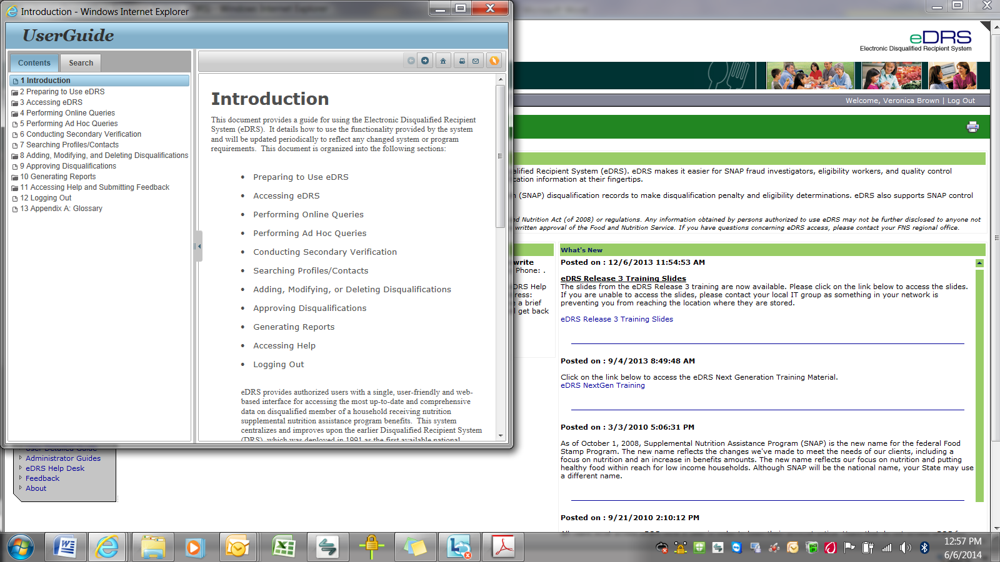 Introduction - Windows Internet Explorer
UserGuide
Contents
Search
1 Introduction
2 Preparing to Use eDRS
3 Accessing eDRS
4 Performing Online Queries
5 Performing Ad Hoc Queries
6 Conducting Secondary Verification
7 Searching Profiles/Contacts
8 Adding, Modifying, and Deleting Disqualifications
9 Approving Disqualifications
10 Generating Reports
11 Accessing Help and Submitting Feedback
12 Logging Out
13 Appendix A: Glossary
Introduction
This document provides a guide for using the Electronic Disqualified Recipient
System (eDRS). It details how to use the functionality provided by the system
and will be updated periodically to reflect any changed system or program
requirements. This document is organized into the following sections:
• Preparing to Use eDRS
• Accessing eDRS
• Performing Online Queries
• Performing Ad Hoc Queries
• Conducting Secondary Verification
• Searching Profiles/Contacts
• Adding, Modifying, or Deleting Disqualifications
• Approving Disqualifications
• Generating Reports
• Accessing Help
• Logging Out
eDRS provides authorized users with a single, user-friendly and web-
based interface for accessing the most up-to-date and comprehensive
data on disqualified member of a household receiving nutrition
supplemental nutrition assistance program benefits. This system
centralizes and improves upon the earlier Disqualified Recipient System
(DRS), which was deployed in 1991 as the first available national
User Detailed Guide
Administrator Guides
eDRS Help Desk
Feedback
About
eDRS
Electronic Disqualified Recipient System
Welcome, Veronica Brown | Log Out
alified Recipient System (eDRS). eDRS makes it easier for SNAP fraud investigators, eligibility workers, and quality control
cation information at their fingertips.
(SNAP) disqualification records to make disqualification penalty and eligibility determinations. eDRS also supports SNAP control
nd Nutrition Act (of 2008) or regulations. Any information obtained by persons authorized to use eDRS may not be further disclosed to anyone not
written approval of the Food and Nutrition Service. If you have questions concerning eDRS access, please contact your FNS regional office.
write
Phone: .
DRS Help
ress:
e a brief
l get back
What's New
Posted on : 12/6/2013 11:54:53 AM
eDRS Release 3 Training Slides
The slides from the eDRS Release 3 training are now available. Please click on the link below to access the slides.
If you are unable to access the slides, please contact your local IT group as something in your network is
preventing you from reaching the location where they are stored.
eDRS Release 3 Training Slides
Posted on : 9/4/2013 8:49:48 AM
Click on the link below to access the eDRS Next Generation Training Material.
eDRS NextGen Training
Posted on : 3/3/2010 5:06:31 PM
As of October 1, 2008, Supplemental Nutrition Assistance Program (SNAP) is the new name for the federal Food
Stamp Program. The new name reflects the changes we've made to meet the needs of our clients, including a
focus on nutrition and an increase in benefits amounts. The new name reflects our focus on nutrition and putting
healthy food within reach for low income households. Although SNAP will be the national name, your State may use
a different name.
Posted on : 9/21/2010 2:10:12 PM
12:57 PM
6/6/2014